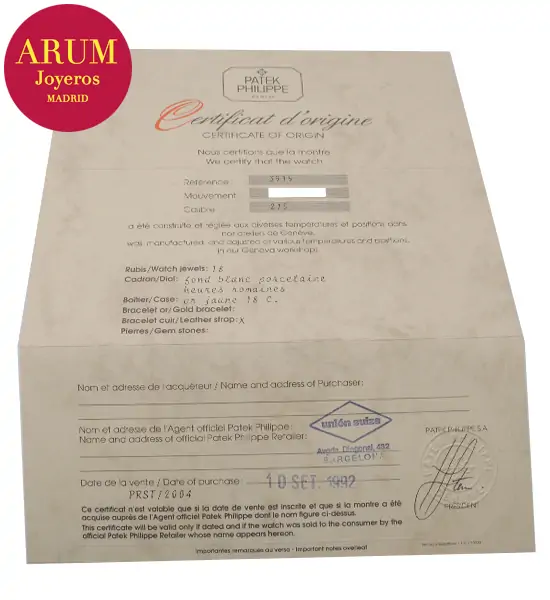 ARUM
Joyeros
MADRID
PATEK
PHILIPPE
GENEVE
Certificat d'origine
CERTIFICATE OF ORIGIN
Nous certifions que la montre
We certify that the watch
Référence
Mouvement
Calibre 215
a été construite et réglée aux diverses températures et positions dans
nos ateliers de Genève.
was manufactured, and adjusted at various temperatures and positions,
in our Geneva workshops.
Rubis/Watch jewels: 18
Cadran/Dial: fond blanc porcelaine
heures romaines
Boîtier/Case: or jaune 18 C.
Bracelet or/Gold bracelet:
Bracelet cuir/Leather strap: X
Pierres/Gem stones:
Nom et adresse de l'acquéreur / Name and address of Purchaser:
Nom et adresse de l'Agent officiel Patek Philippe:
Name and address of official Patek Philippe Retailer:
unión suiza
Avgda. Diagonal, 482
BARCELONA
PATEK PHILIPPE S.A.
Date de la vente / Date of purchase 10 SET. 1992
PRST/2604
PRESIDENT
Ce certificat n'est valable que si la date de vente est inscrite et que si la montre a été
acquise auprès de l'Agent officiel Patek Philippe dont le nom figure ci-dessus.
This certificate will be valid only if dated and if the watch was sold to the consumer by the
official Patek Philippe Retailer whose name appears hereon.
Importantes remarques au verso - Important notes overleaf